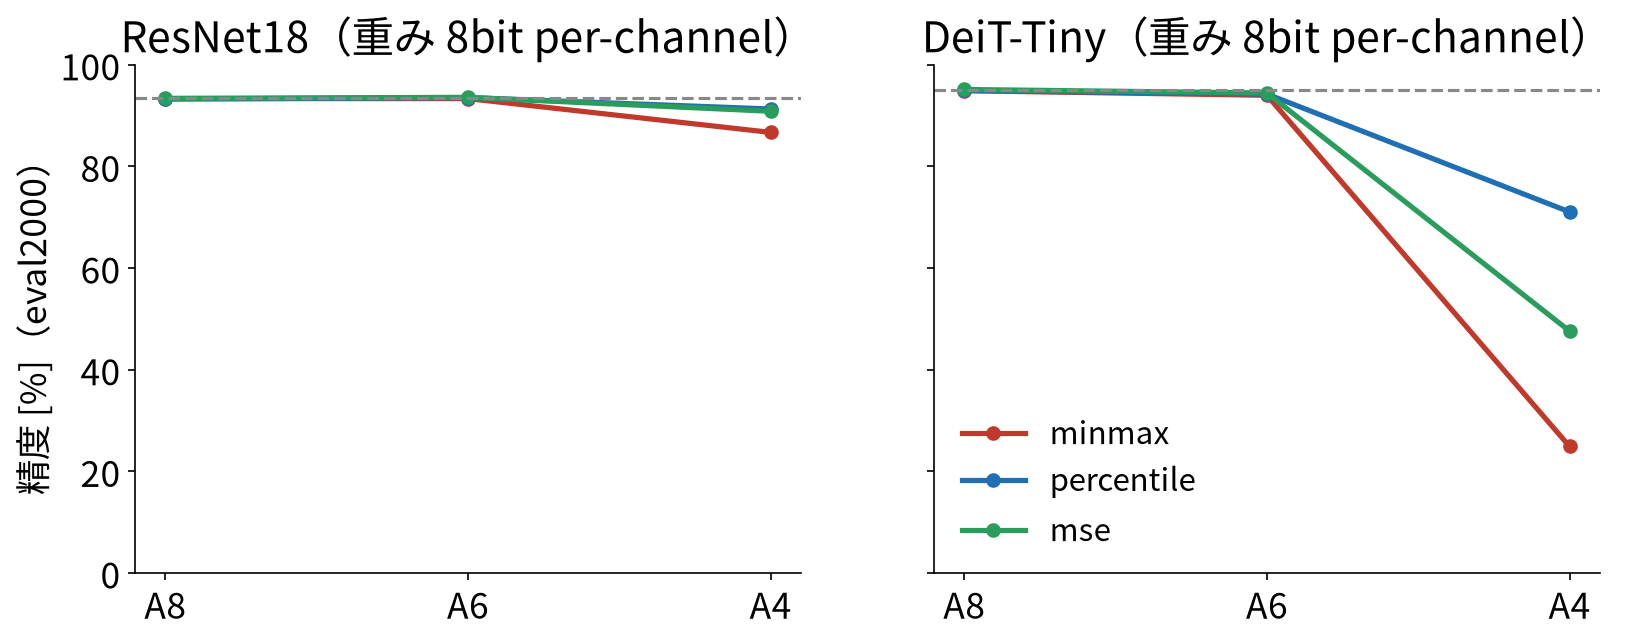 ResNet18（重み 8bit per-channel）
精度 [%]（eval2000）
100
80
60
40
20
0
A8
A6
A4
DeiT-Tiny（重み 8bit per-channel）
minmax
percentile
mse
A8
A6
A4